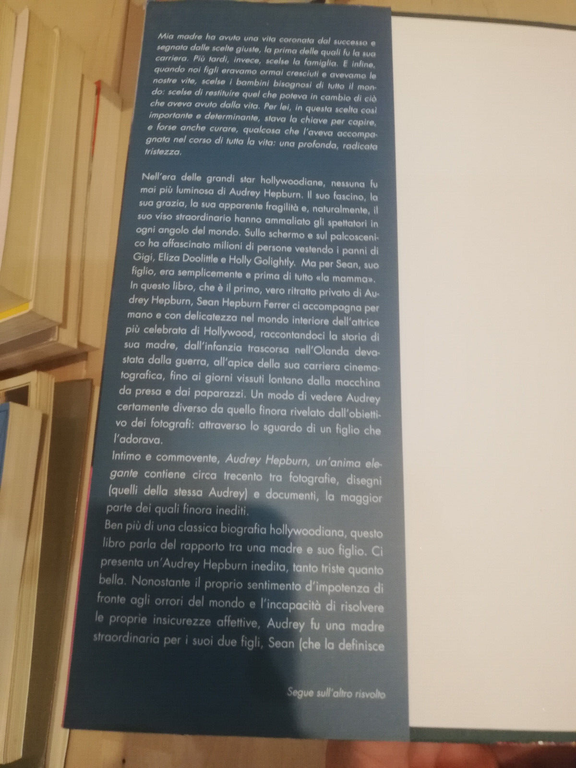 Mia madre ha avuto una vita coronata dal successo e
segnata dalle scelte giuste, la prima delle quali fu la sua
carriera. Più tardi, invece, scelse la famiglia. E infine,
quando noi figli eravamo ormai cresciuti e avevamo le
nostre vite, scelse i bambini bisognosi di tutto il mon-
do: scelse di restituire quel che poteva in cambio di ciò
che aveva avuto dalla vita. Per lei, in questa scelta così
importante e determinante, stava la chiave per capire,
e forse anche curare, qualcosa che l'aveva accompa-
gnata nel corso di tutta la vita: una profonda, radicata
tristezza.
Nell'era delle grandi star hollywoodiane, nessuna fu
mai più luminosa di Audrey Hepburn. Il suo fascino, la
sua grazia, la sua apparente fragilità e, naturalmente, il
suo viso straordinario hanno ammaliato gli spettatori in
ogni angolo del mondo. Sullo schermo e sul palcosceni-
co ha affascinato milioni di persone vestendo i panni di
Gigi, Eliza Doolittle e Holly Golightly. Ma per Sean, suo
figlio, era semplicemente e prima di tutto «la mamma».
In questo libro, che è il primo, vero ritratto privato di Au-
drey Hepburn, Sean Hepburn Ferrer ci accompagna per
mano e con delicatezza nel mondo interiore dell'attrice
più celebrata di Hollywood, raccontandoci la storia di
sua madre, dall'infanzia trascorsa nell'Olanda deva-
stata dalla guerra, all'apice della sua carriera cinema-
tografica, fino ai giorni vissuti lontano dalla macchina
da presa e dai paparazzi. Un modo di vedere Audrey
certamente diverso da quello finora rivelato dall'obietti-
vo dei fotografi: attraverso lo sguardo di un figlio che
l'adorava.
Intimo e commovente, Audrey Hepburn, un'anima ele-
gante contiene circa trecento tra fotografie, disegni
(quelli della stessa Audrey) e documenti, la maggior
parte dei quali finora inediti.
Ben più di una classica biografia hollywoodiana, questo
libro parla del rapporto tra una madre e suo figlio. Ci
presenta un'Audrey Hepburn inedita, tanto triste quanto
bella. Nonostante il proprio sentimento d'impotenza di
fronte agli orrori del mondo e l'incapacità di risolvere
le proprie insicurezze affettive, Audrey fu una madre
straordinaria per i suoi due figli, Sean (che la definisce
Segue sull'altro risvolto